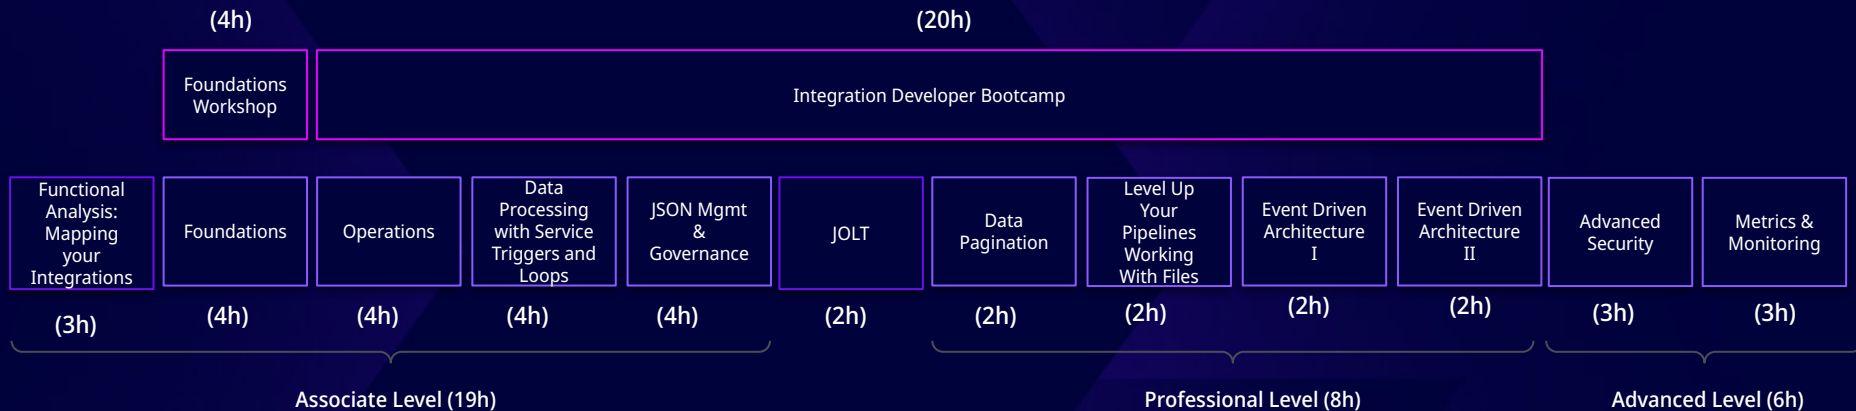 (4h)
(20h)
Foundations
Workshop
Integration Developer Bootcamp
Functional
Analysis:
Mapping
your
Integrations
Foundations
Operations
Data
Processing
with Service
Triggers and
Loops
JSON Mgmt
&
Governance
JOLT
Data
Pagination
Level Up
Your
Pipelines
Working
With Files
Event Driven
Architecture
I
Event Driven
Architecture
II
Advanced
Security
Metrics &
Monitoring
(3h)
(4h)
(4h)
(4h)
(4h)
(2h)
(2h)
(2h)
(2h)
(2h)
(3h)
(3h)
Associate Level (19h)
Professional Level (8h)
Advanced Level (6h)